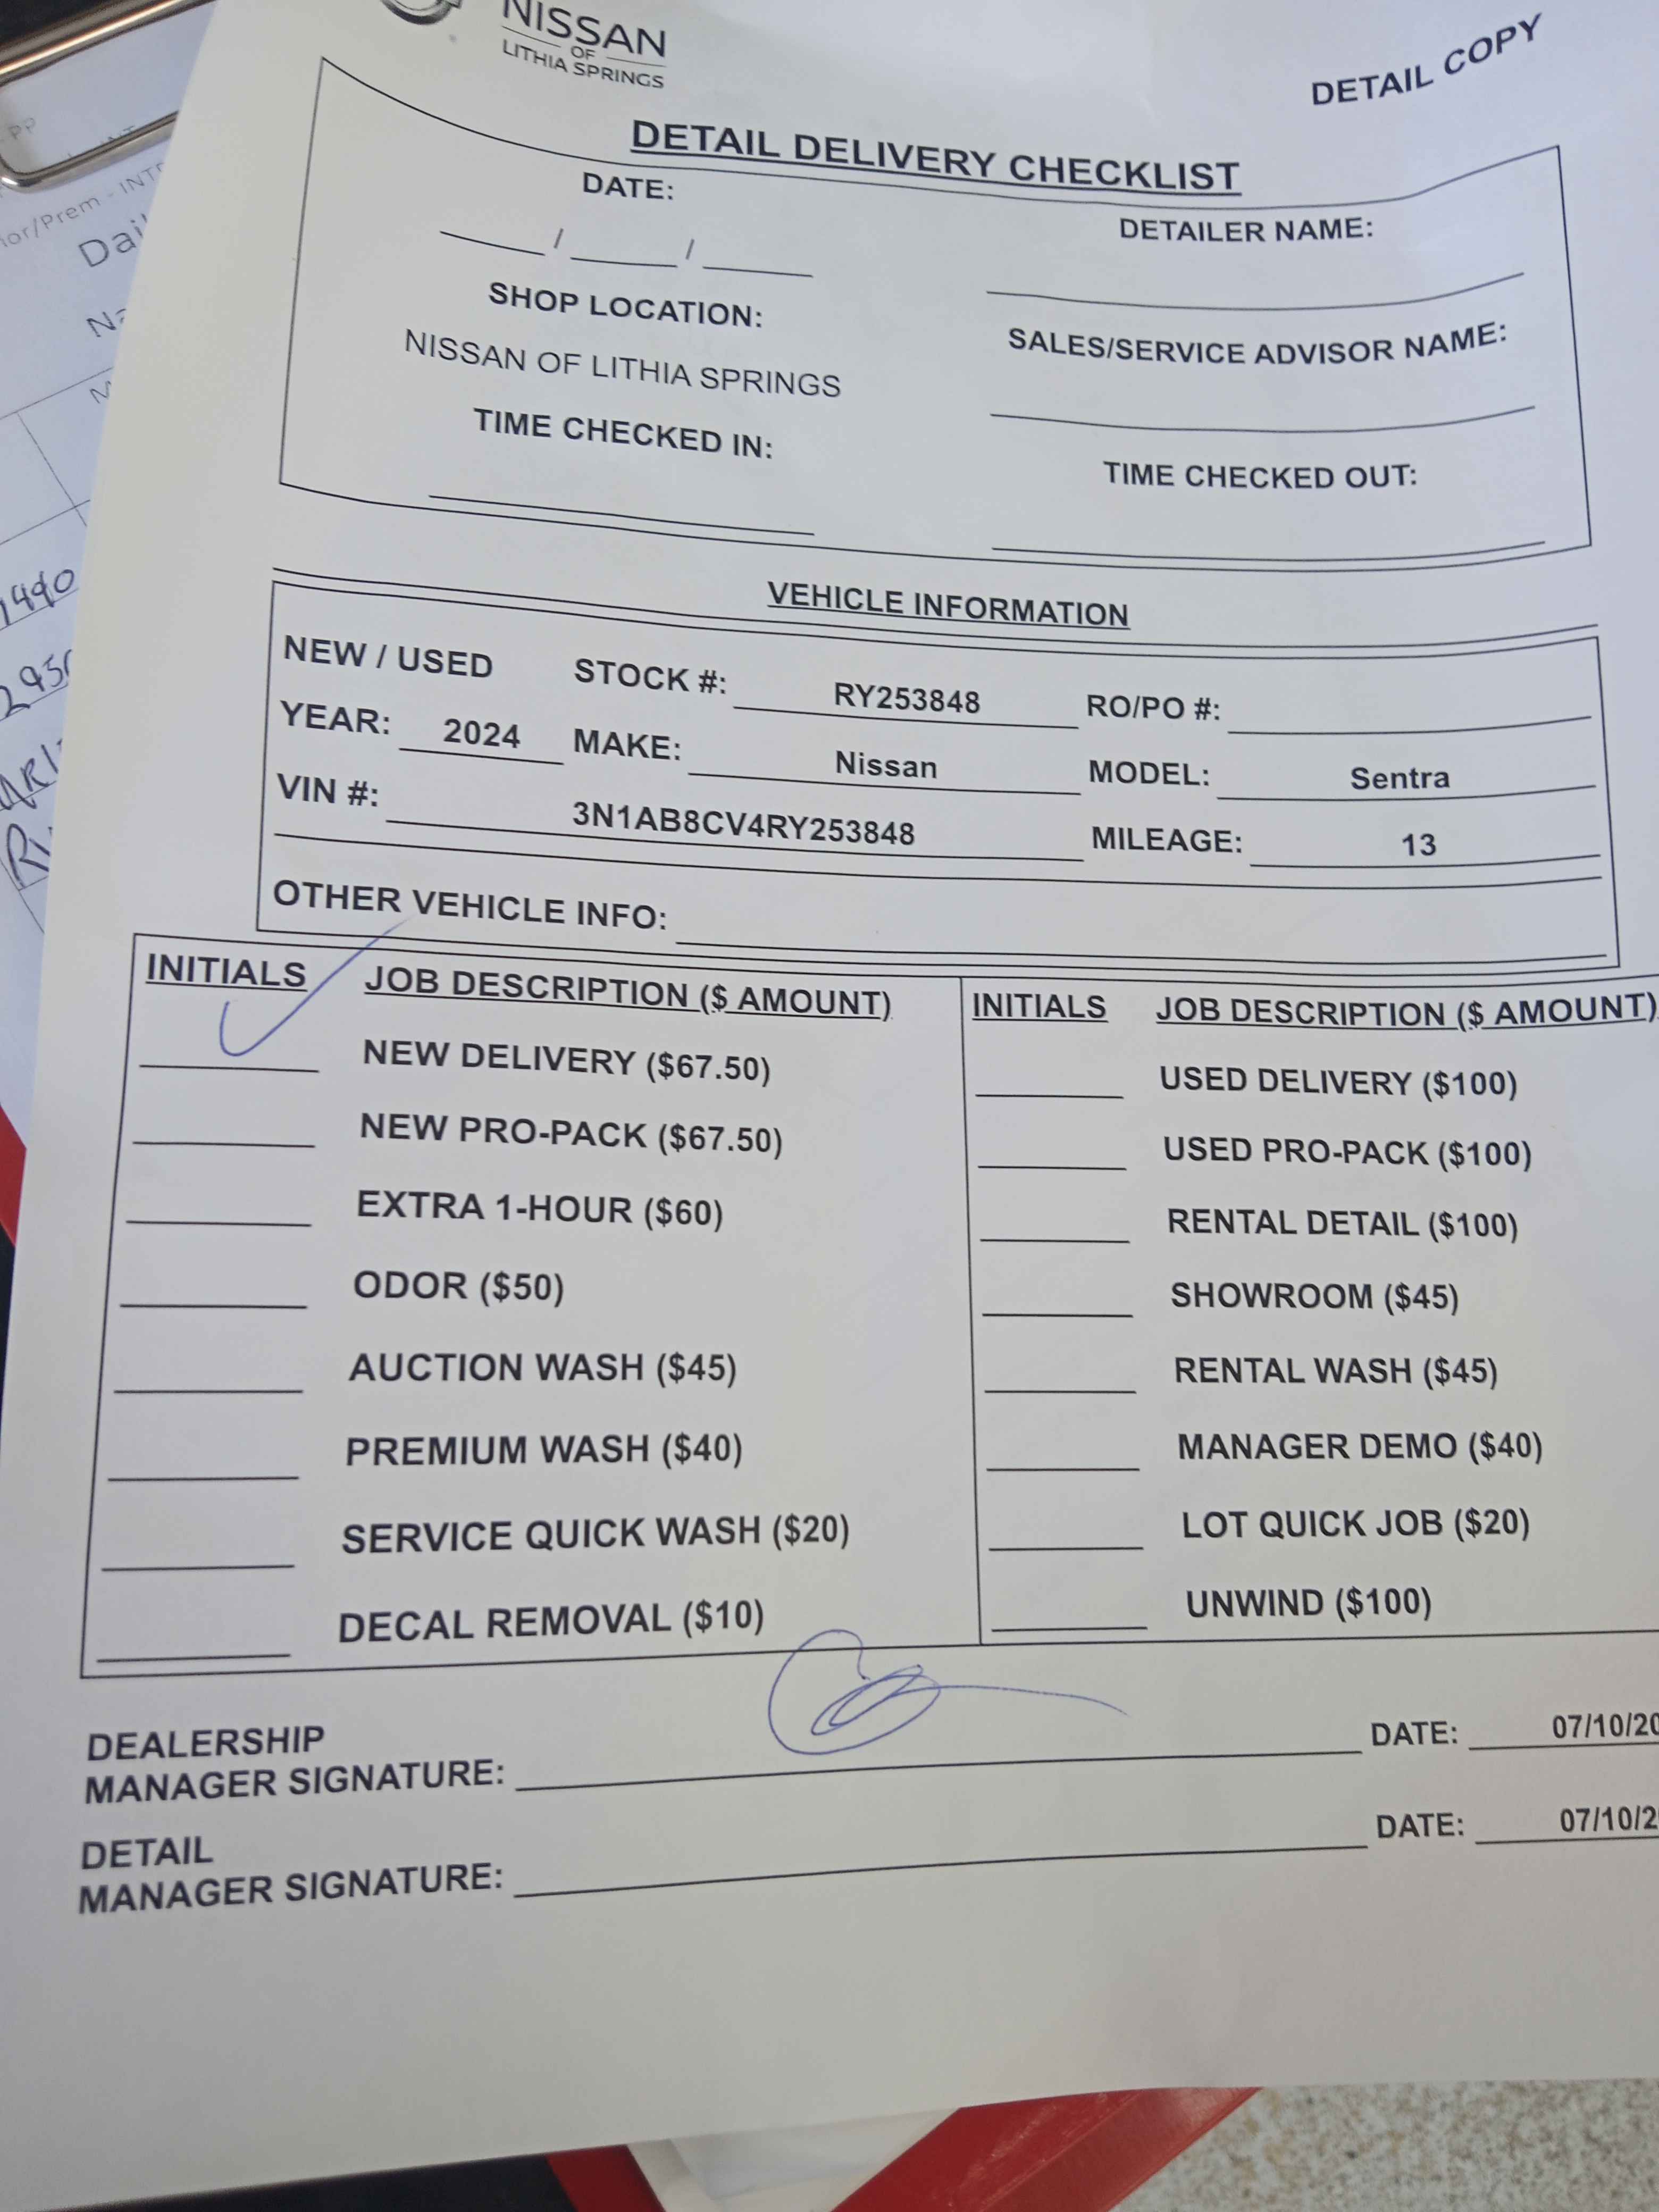 NISSAN
OF
LITHIA SPRINGS
DETAIL COPY
DETAIL DELIVERY CHECKLIST
DATE:
DETAILER NAME:
/ /
SHOP LOCATION:
SALES/SERVICE ADVISOR NAME:
NISSAN OF LITHIA SPRINGS
TIME CHECKED IN:
TIME CHECKED OUT:
VEHICLE INFORMATION
NEW / USED STOCK #: RY253848 RO/PO #:
YEAR: 2024 MAKE: Nissan MODEL: Sentra
VIN #: 3N1AB8CV4RY253848 MILEAGE: 13
OTHER VEHICLE INFO:
INITIALS JOB DESCRIPTION ($ AMOUNT) INITIALS JOB DESCRIPTION ($ AMOUNT)
NEW DELIVERY ($67.50) USED DELIVERY ($100)
NEW PRO-PACK ($67.50) USED PRO-PACK ($100)
EXTRA 1-HOUR ($60) RENTAL DETAIL ($100)
ODOR ($50) SHOWROOM ($45)
AUCTION WASH ($45) RENTAL WASH ($45)
PREMIUM WASH ($40) MANAGER DEMO ($40)
SERVICE QUICK WASH ($20) LOT QUICK JOB ($20)
DECAL REMOVAL ($10) UNWIND ($100)
DEALERSHIP
MANAGER SIGNATURE: DATE: 07/10/20
DETAIL
MANAGER SIGNATURE: DATE: 07/10/2